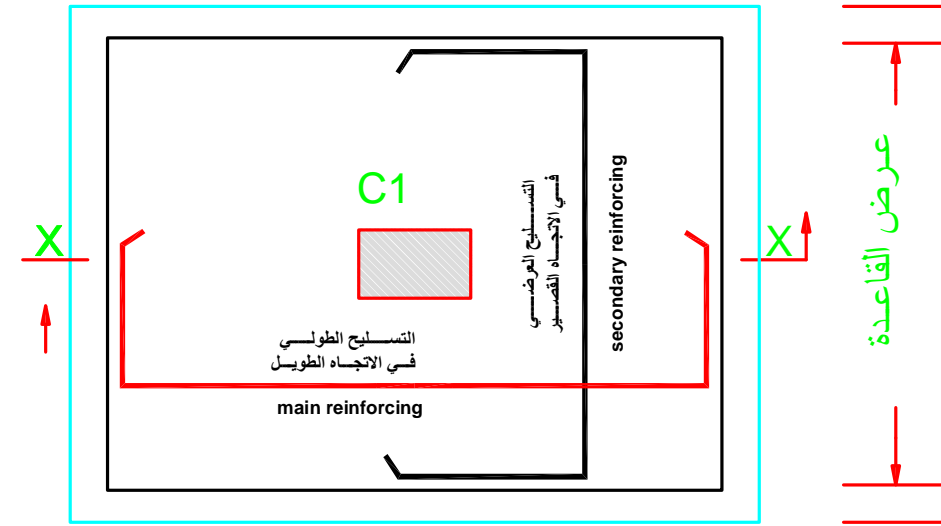 C1
X
X
التسليح الطولي
في الاتجاه الطويل
main reinforcing
التسليح العرضي
في الاتجاه القصير
secondary reinforcing
عرض القاعدة